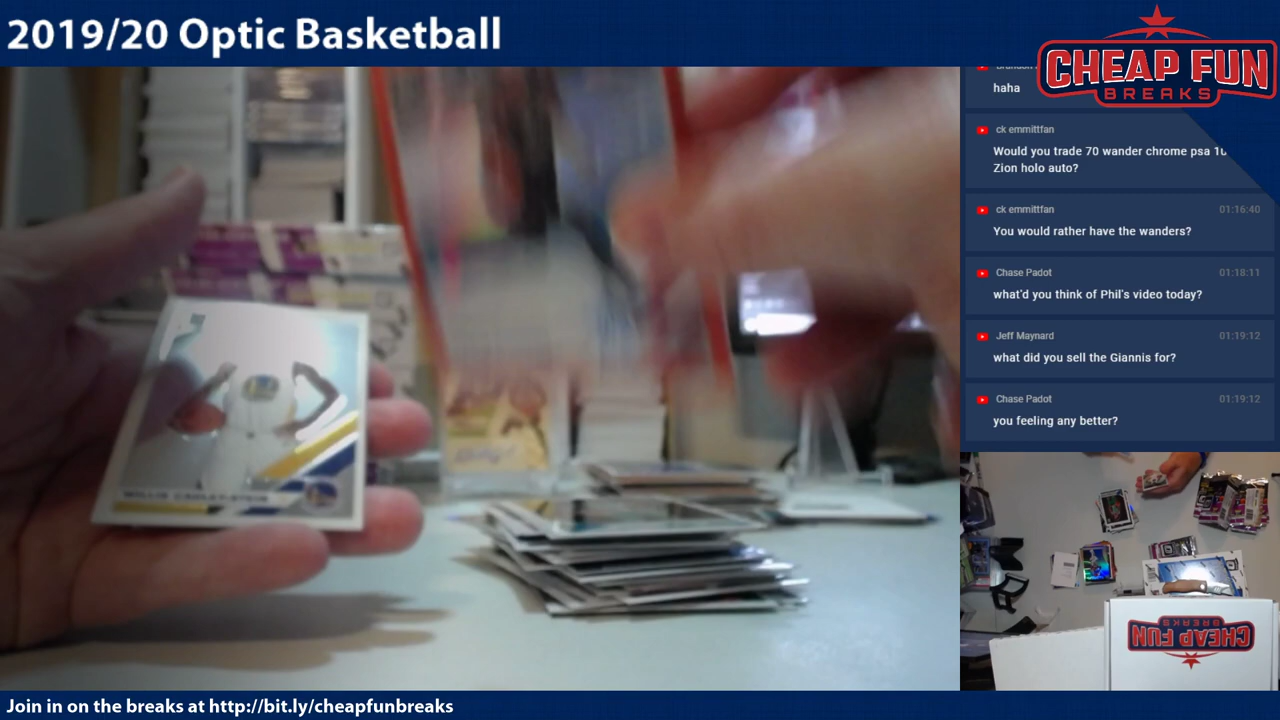 2019/20 Optic Basketball
CHEAP FUN
BREAKS
haha
ck emmittfan
Would you trade 70 wander chrome psa 10
Zion holo auto?
ck emmittfan 01:16:40
You would rather have the wanders?
Chase Padot 01:18:11
what'd you think of Phil's video today?
Jeff Maynard 01:19:12
what did you sell the Giannis for?
Chase Padot 01:19:12
you feeling any better?
WILLIE CAULEY-STEIN
CHEAP FUN
BREAKS
Join in on the breaks at http://bit.ly/cheapfunbreaks